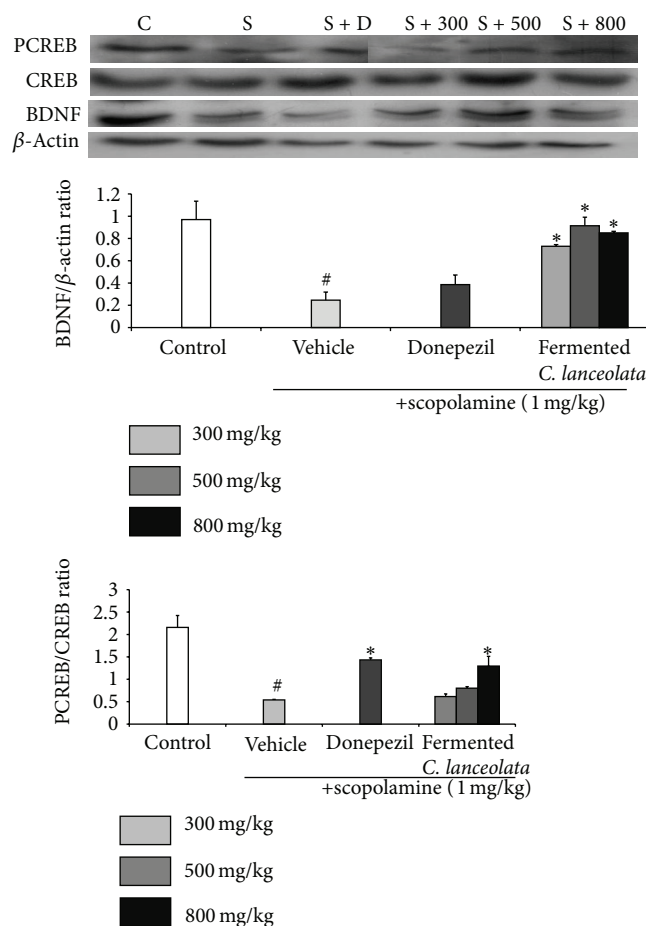 C S S + D S + 300 S + 500 S + 800
PCREB
CREB
BDNF
β-Actin
BDNF/β-actin ratio
1.2
1
0.8
0.6
0.4
0.2
0
#
* * *
Control Vehicle Donepezil Fermented
C. lanceolata
+scopolamine (1 mg/kg)
300 mg/kg
500 mg/kg
800 mg/kg
PCREB/CREB ratio
3
2.5
2
1.5
1
0.5
0
#
* *
Control Vehicle Donepezil Fermented
C. lanceolata
+scopolamine (1 mg/kg)
300 mg/kg
500 mg/kg
800 mg/kg